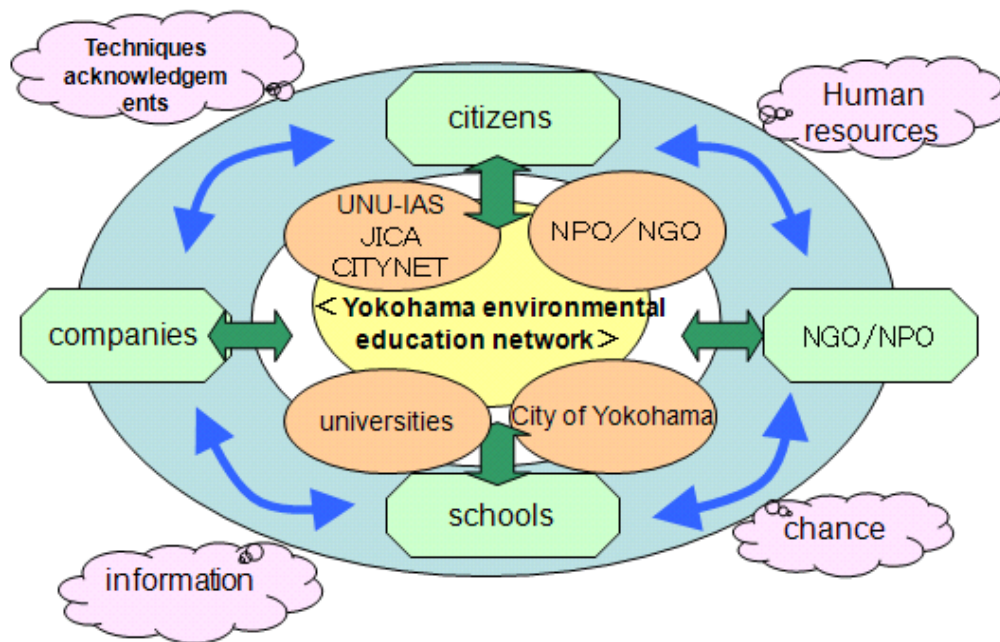 Techniques
acknowledgem
ents
Human
resources
citizens
UNU-IAS
JICA
CITYNET
NPO／NGO
companies
＜Yokohama environmental
education network＞
NGO/NPO
universities
City of Yokohama
schools
information
chance